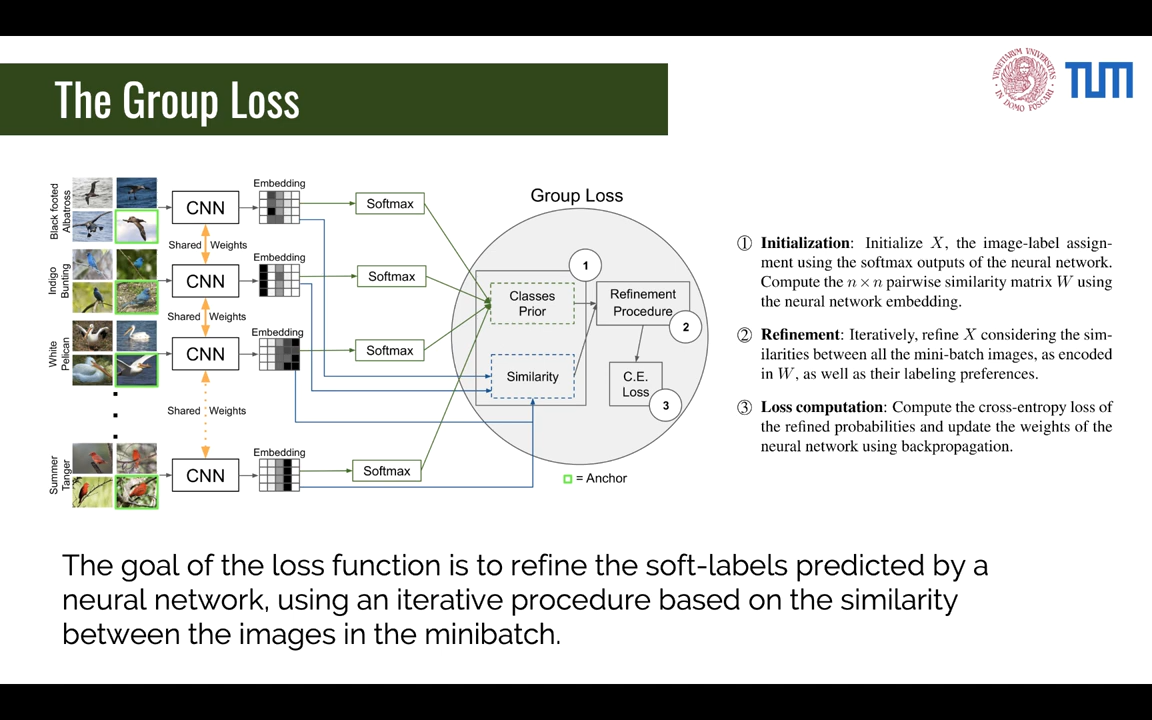 The Group Loss
VENETIARUM UNIVERSITAS
IN DOMO FOSCARI
TUM
Black footed
Albatross
CNN
Embedding
Softmax
Shared Weights
Indigo
Bunting
CNN
Embedding
Softmax
Shared Weights
White
Pelican
CNN
Embedding
Softmax
Shared Weights
Summer
Tanger
CNN
Embedding
Softmax
Group Loss
1
Classes
Prior
Refinement
Procedure
2
Similarity
C.E.
Loss
3
= Anchor
① Initialization: Initialize X, the image-label assign-
ment using the softmax outputs of the neural network.
Compute the n × n pairwise similarity matrix W using
the neural network embedding.
② Refinement: Iteratively, refine X considering the sim-
ilarities between all the mini-batch images, as encoded
in W, as well as their labeling preferences.
③ Loss computation: Compute the cross-entropy loss of
the refined probabilities and update the weights of the
neural network using backpropagation.
The goal of the loss function is to refine the soft-labels predicted by a
neural network, using an iterative procedure based on the similarity
between the images in the minibatch.